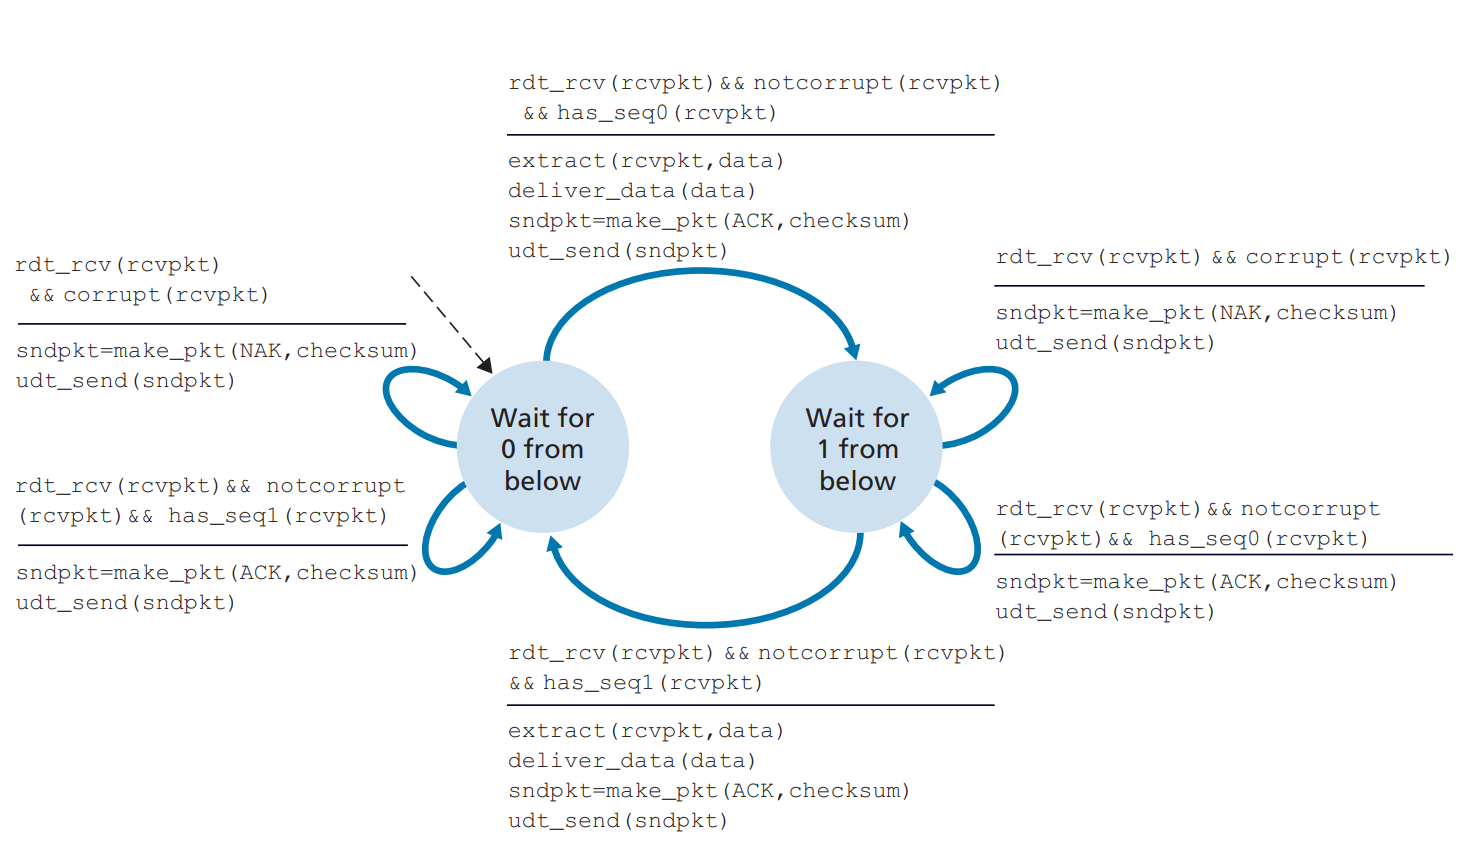 rdt_rcv(rcvpkt)&& notcorrupt(rcvpkt)
&& has_seq0(rcvpkt)
extract(rcvpkt,data)
deliver_data(data)
sndpkt=make_pkt(ACK,checksum)
udt_send(sndpkt)
rdt_rcv(rcvpkt)
&& corrupt(rcvpkt)
sndpkt=make_pkt(NAK,checksum)
udt_send(sndpkt)
rdt_rcv(rcvpkt) && corrupt(rcvpkt)
sndpkt=make_pkt(NAK,checksum)
udt_send(sndpkt)
Wait for
0 from
below
Wait for
1 from
below
rdt_rcv(rcvpkt)&& notcorrupt
(rcvpkt)&& has_seq1(rcvpkt)
sndpkt=make_pkt(ACK,checksum)
udt_send(sndpkt)
rdt_rcv(rcvpkt)&& notcorrupt
(rcvpkt)&& has_seq0(rcvpkt)
sndpkt=make_pkt(ACK,checksum)
udt_send(sndpkt)
rdt_rcv(rcvpkt) && notcorrupt(rcvpkt)
&& has_seq1(rcvpkt)
extract(rcvpkt,data)
deliver_data(data)
sndpkt=make_pkt(ACK,checksum)
udt_send(sndpkt)